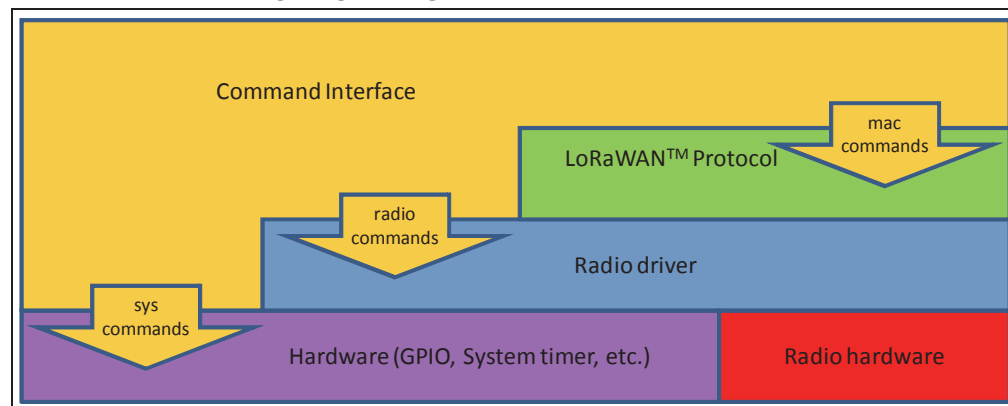 Command Interface
mac
commands
LoRaWAN™ Protocol
radio
commands
Radio driver
sys
commands
Hardware (GPIO, System timer, etc.)
Radio hardware